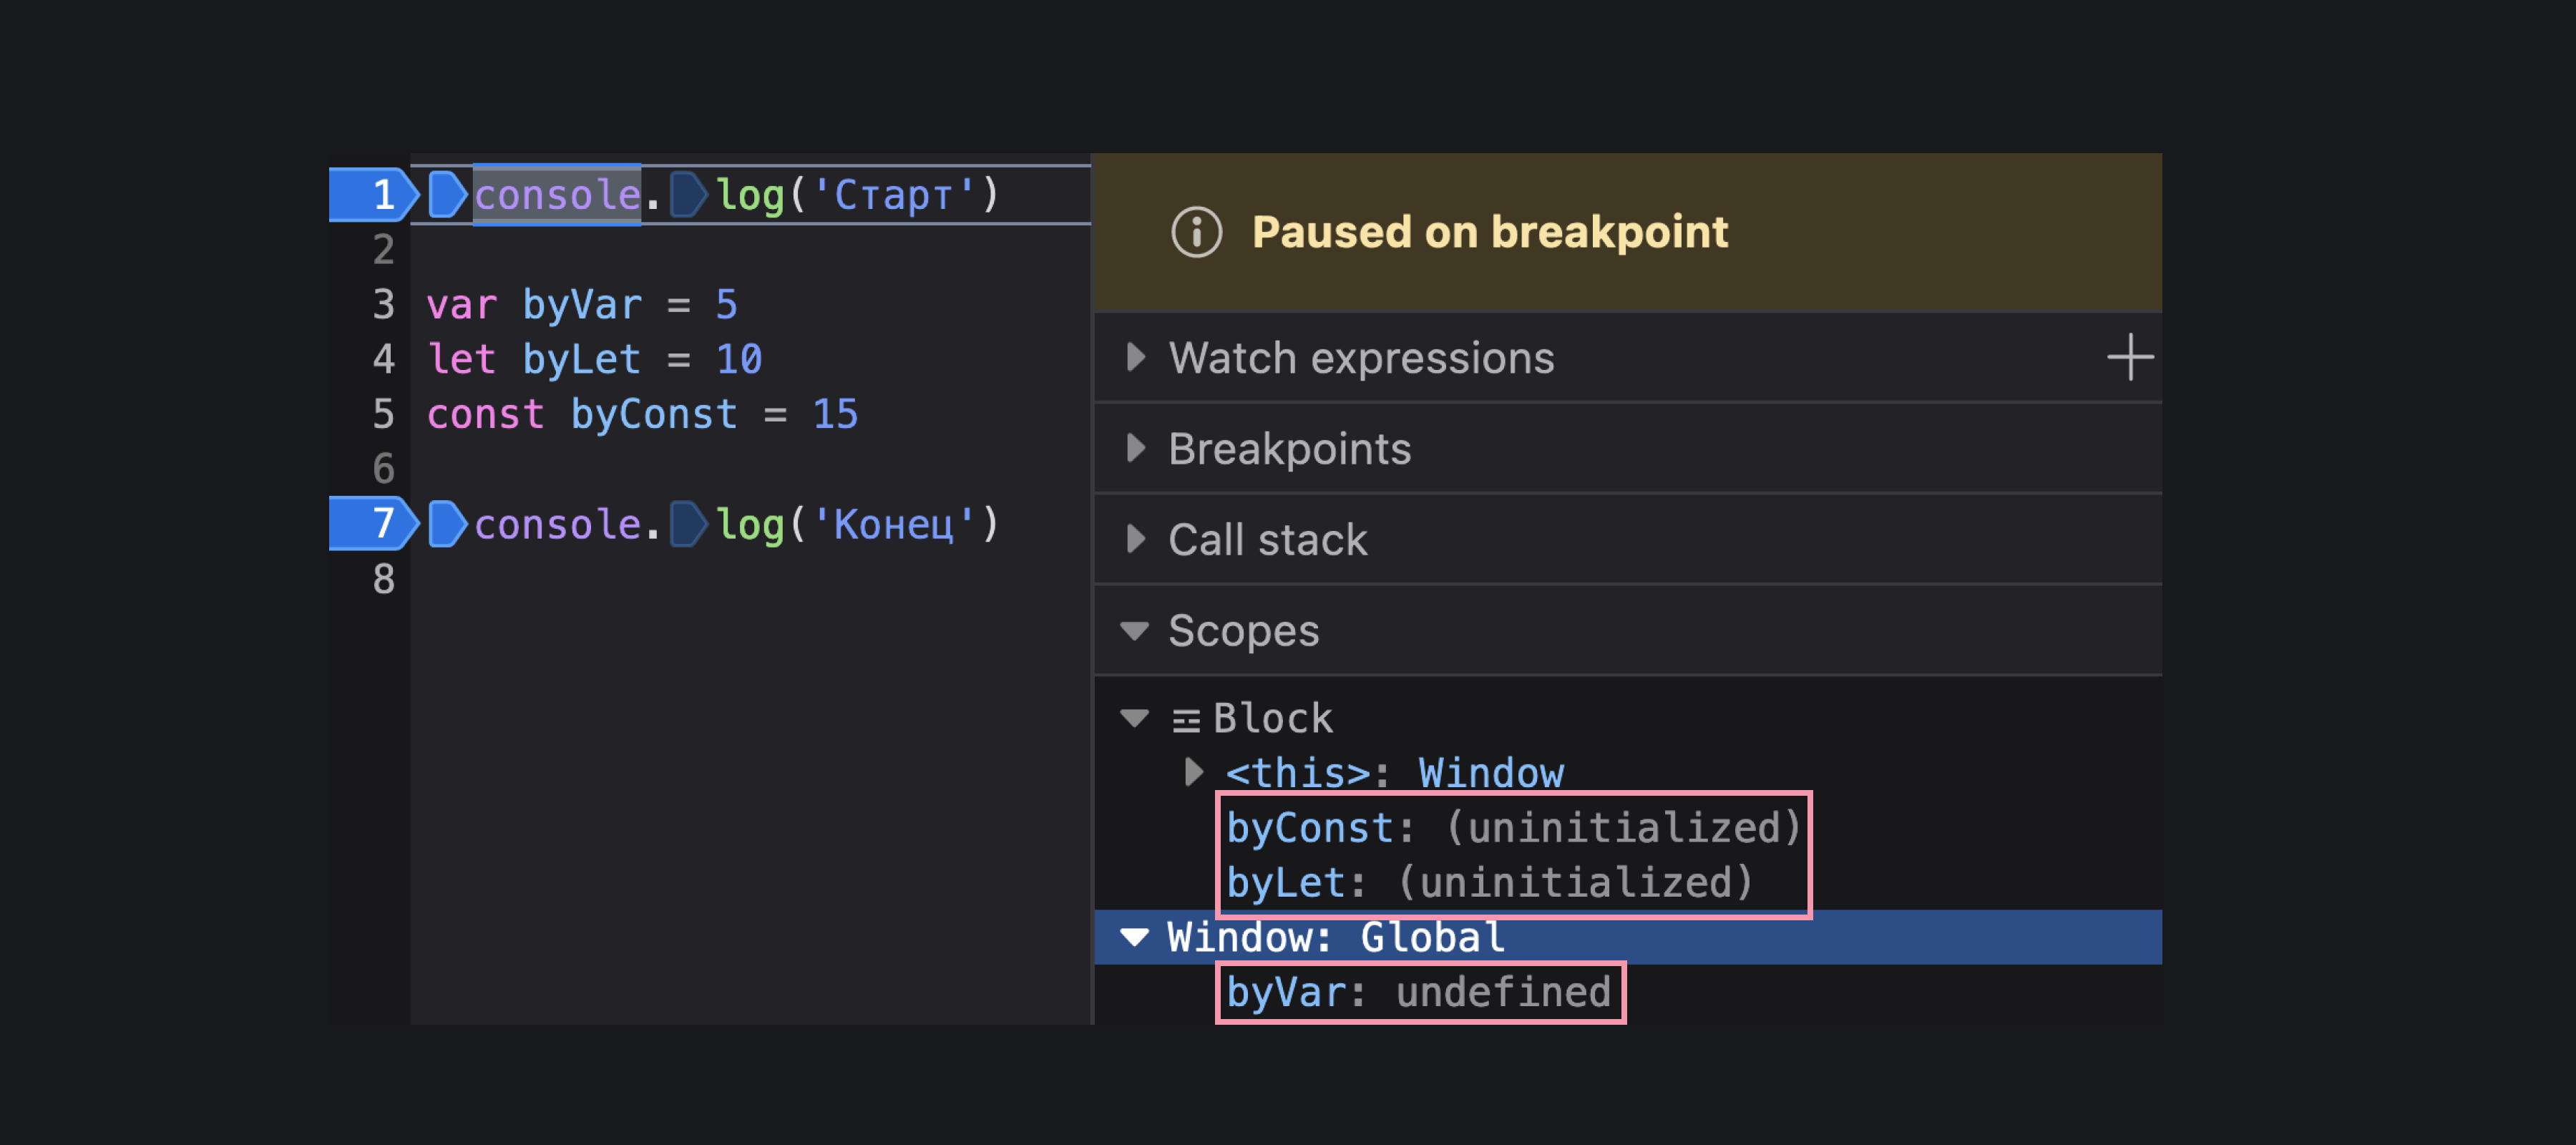 1 console.log('Старт')
2
3 var byVar = 5
4 let byLet = 10
5 const byConst = 15
6
7 console.log('Конец')
8
Paused on breakpoint
Watch expressions
Breakpoints
Call stack
Scopes
Block
<this>: Window
byConst: (uninitialized)
byLet: (uninitialized)
Window: Global
byVar: undefined